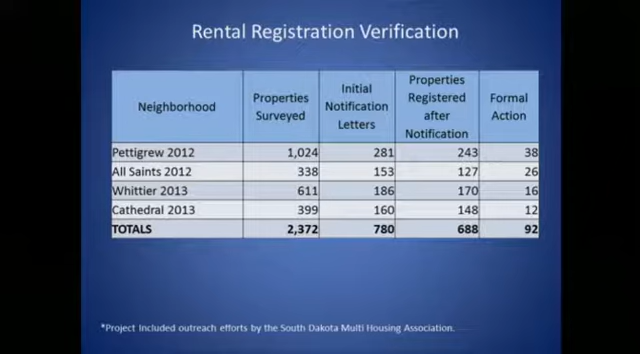 Rental Registration Verification
Neighborhood Properties Surveyed Initial Notification Letters Properties Registered after Notification Formal Action
Pettigrew 2012 1,024 281 243 38
All Saints 2012 338 153 127 26
Whittier 2013 611 186 170 16
Cathedral 2013 399 160 148 12
TOTALS 2,372 780 688 92
*Project Included outreach efforts by the South Dakota Multi Housing Association.